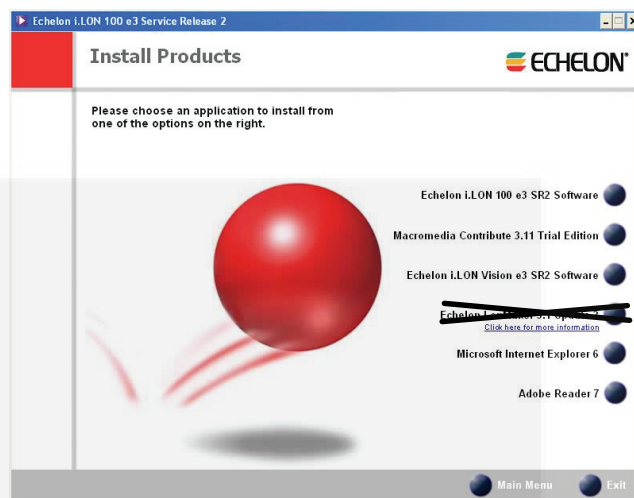 Echelon i.LON 100 e3 Service Release 2
Install Products
ECHELON
Please choose an application to install from
one of the options on the right.
Echelon i.LON 100 e3 SR2 Software
Macromedia Contribute 3.11 Trial Edition
Echelon i.LON Vision e3 SR2 Software
Echelon
Click here for more information
Microsoft Internet Explorer 6
Adobe Reader 7
Main Menu
Exit